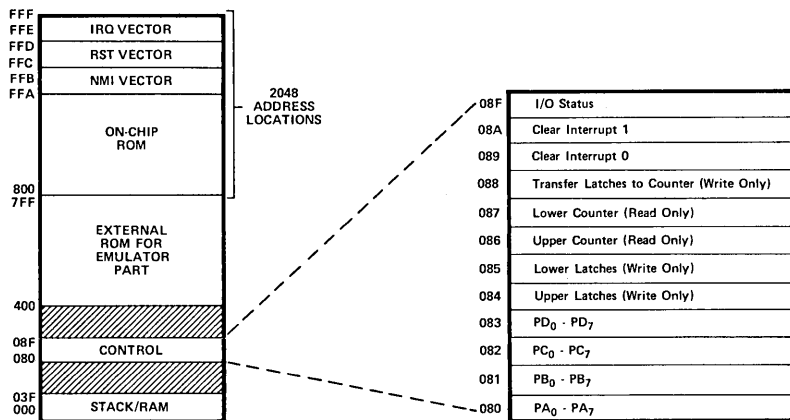 FFF
FFE IRQ VECTOR
FFD
FFC RST VECTOR
FFB
FFA NMI VECTOR
2048
ADDRESS
LOCATIONS
ON-CHIP
ROM
800
7FF
EXTERNAL
ROM FOR
EMULATOR
PART
400
08F
080 CONTROL
03F
000 STACK/RAM
08F I/O Status
08A Clear Interrupt 1
089 Clear Interrupt 0
088 Transfer Latches to Counter (Write Only)
087 Lower Counter (Read Only)
086 Upper Counter (Read Only)
085 Lower Latches (Write Only)
084 Upper Latches (Write Only)
083 PD0 - PD7
082 PC0 - PC7
081 PB0 - PB7
080 PA0 - PA7